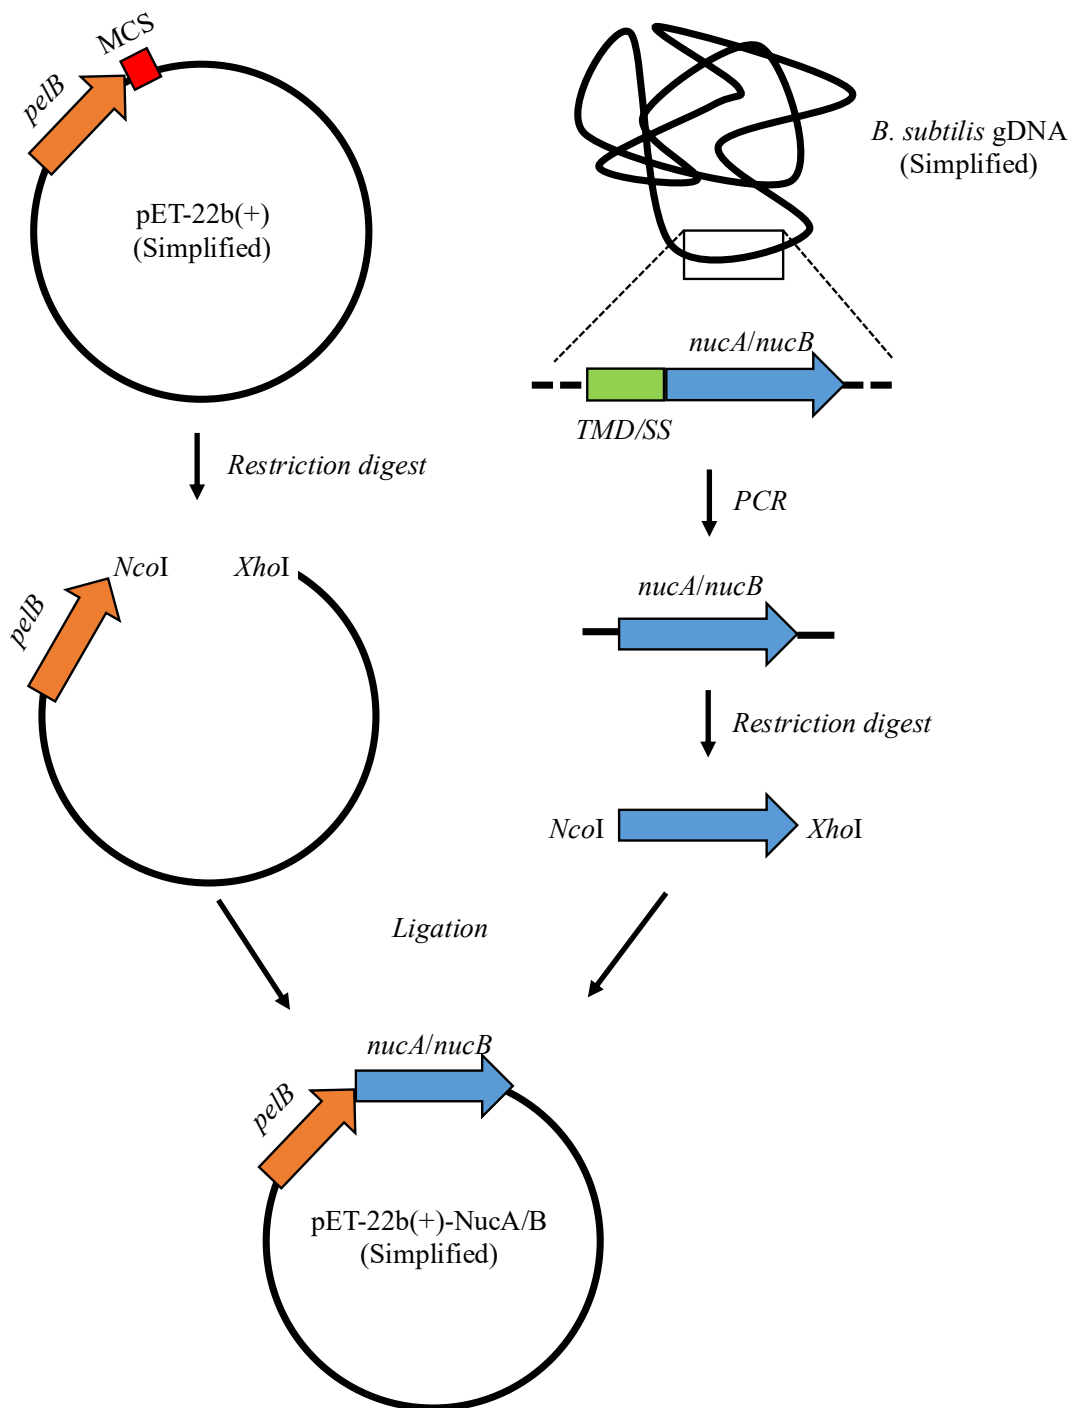 MCS
pelB
pET-22b(+)
(Simplified)
B. subtilis gDNA
(Simplified)
nucA/nucB
TMD/SS
Restriction digest
PCR
NcoI
XhoI
pelB
nucA/nucB
Restriction digest
NcoI
XhoI
Ligation
nucA/nucB
pelB
pET-22b(+)-NucA/B
(Simplified)